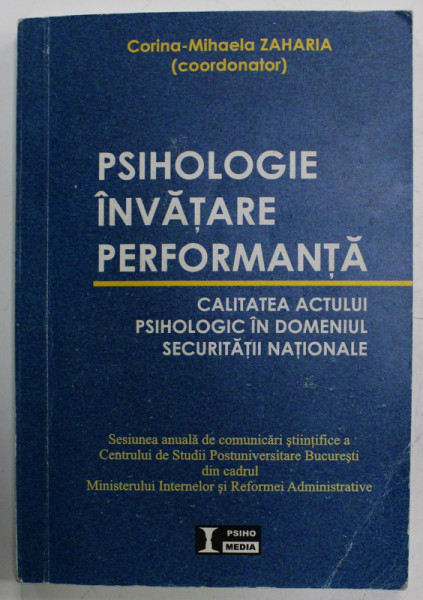 Corina-Mihaela ZAHARIA
(coordonator)
PSIHOLOGIE
ÎNVĂȚARE
PERFORMANȚĂ
CALITATEA ACTULUI
PSIHOLOGIC ÎN DOMENIUL
SECURITĂȚII NAȚIONALE
Sesiunea anuală de comunicări științifice a
Centrului de Studii Postuniversitare București
din cadrul
Ministerului Internelor și Reformei Administrative
PSIHO
MEDIA